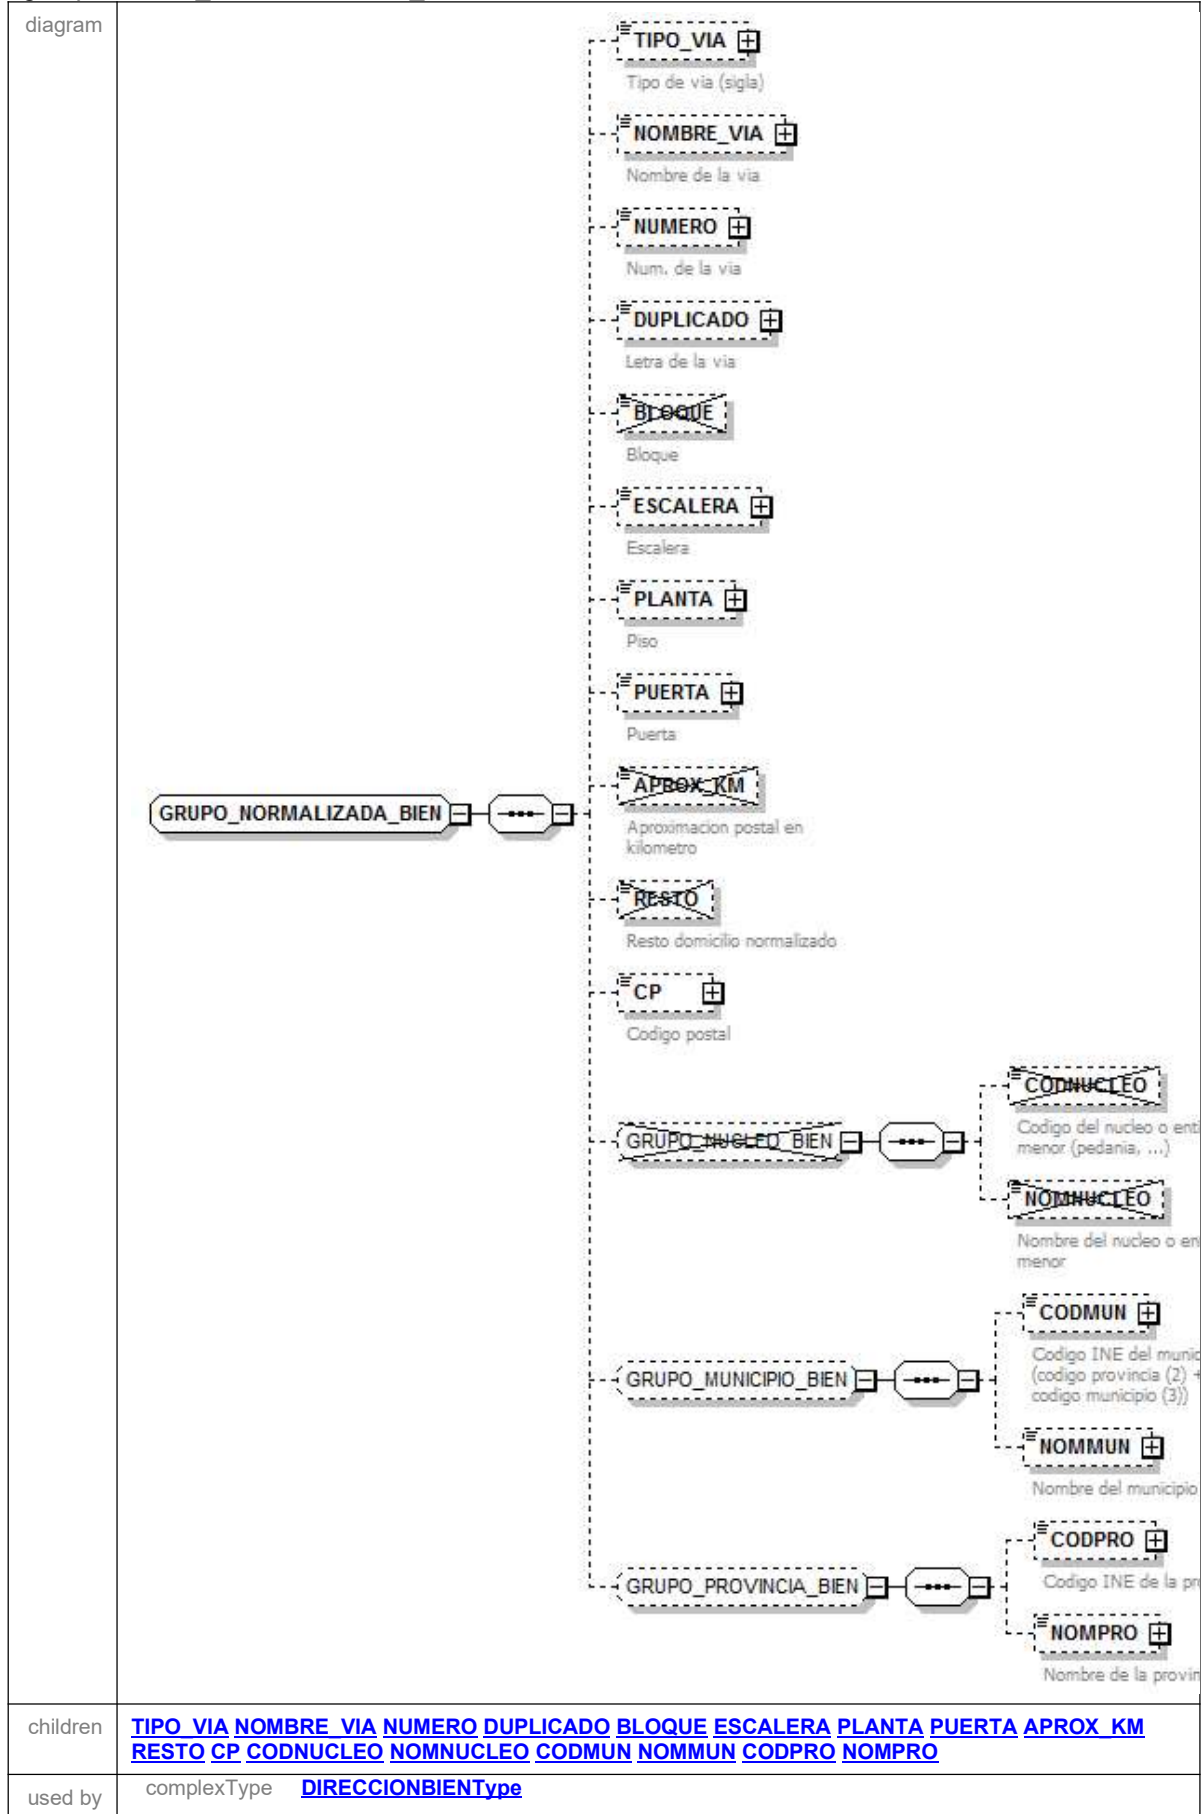 diagram
TIPO_VIA
Tipo de via (sigla)
NOMBRE_VIA
Nombre de la via
NUMERO
Num. de la via
DUPLICADO
Letra de la via
BLOQUE
Bloque
ESCALERA
Escalera
PLANTA
Piso
PUERTA
Puerta
APROX_KM
Aproximacion postal en
kilometro
GRUPO_NORMALIZADA_BIEN
RESTO
Resto domicilio normalizado
CP
Codigo postal
GRUPO_NUCLEO_BIEN
CODNUCLEO
Codigo del nucleo o enti
menor (pedania, ...)
NOMNUCLEO
Nombre del nucleo o en
menor
GRUPO_MUNICIPIO_BIEN
CODMUN
Codigo INE del munic
(codigo provincia (2) +
codigo municipio (3))
NOMMUN
Nombre del municipio
GRUPO_PROVINCIA_BIEN
CODPRO
Codigo INE de la pr
NOMPRO
Nombre de la provin
children
TIPO_VIA NOMBRE_VIA NUMERO DUPLICADO BLOQUE ESCALERA PLANTA PUERTA APROX_KM
RESTO CP CODNUCLEO NOMNUCLEO CODMUN NOMMUN CODPRO NOMPRO
used by
complexType DIRECCIONBIENType